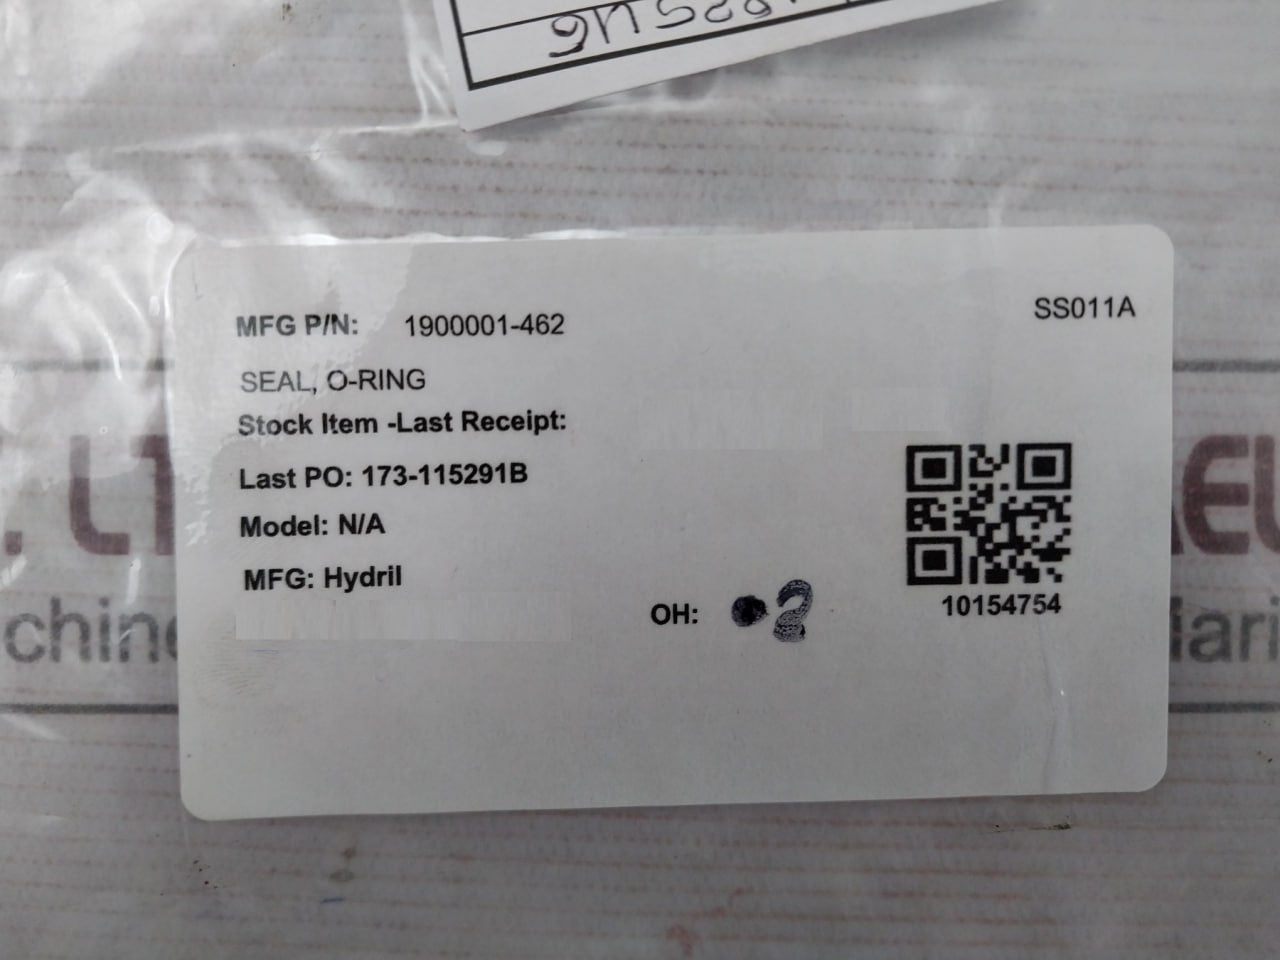 MFG P/N: 1900001-462
SS011A
SEAL, O-RING
Stock Item -Last Receipt:
Last PO: 173-115291B
Model: N/A
MFG: Hydril
OH: 2
10154754